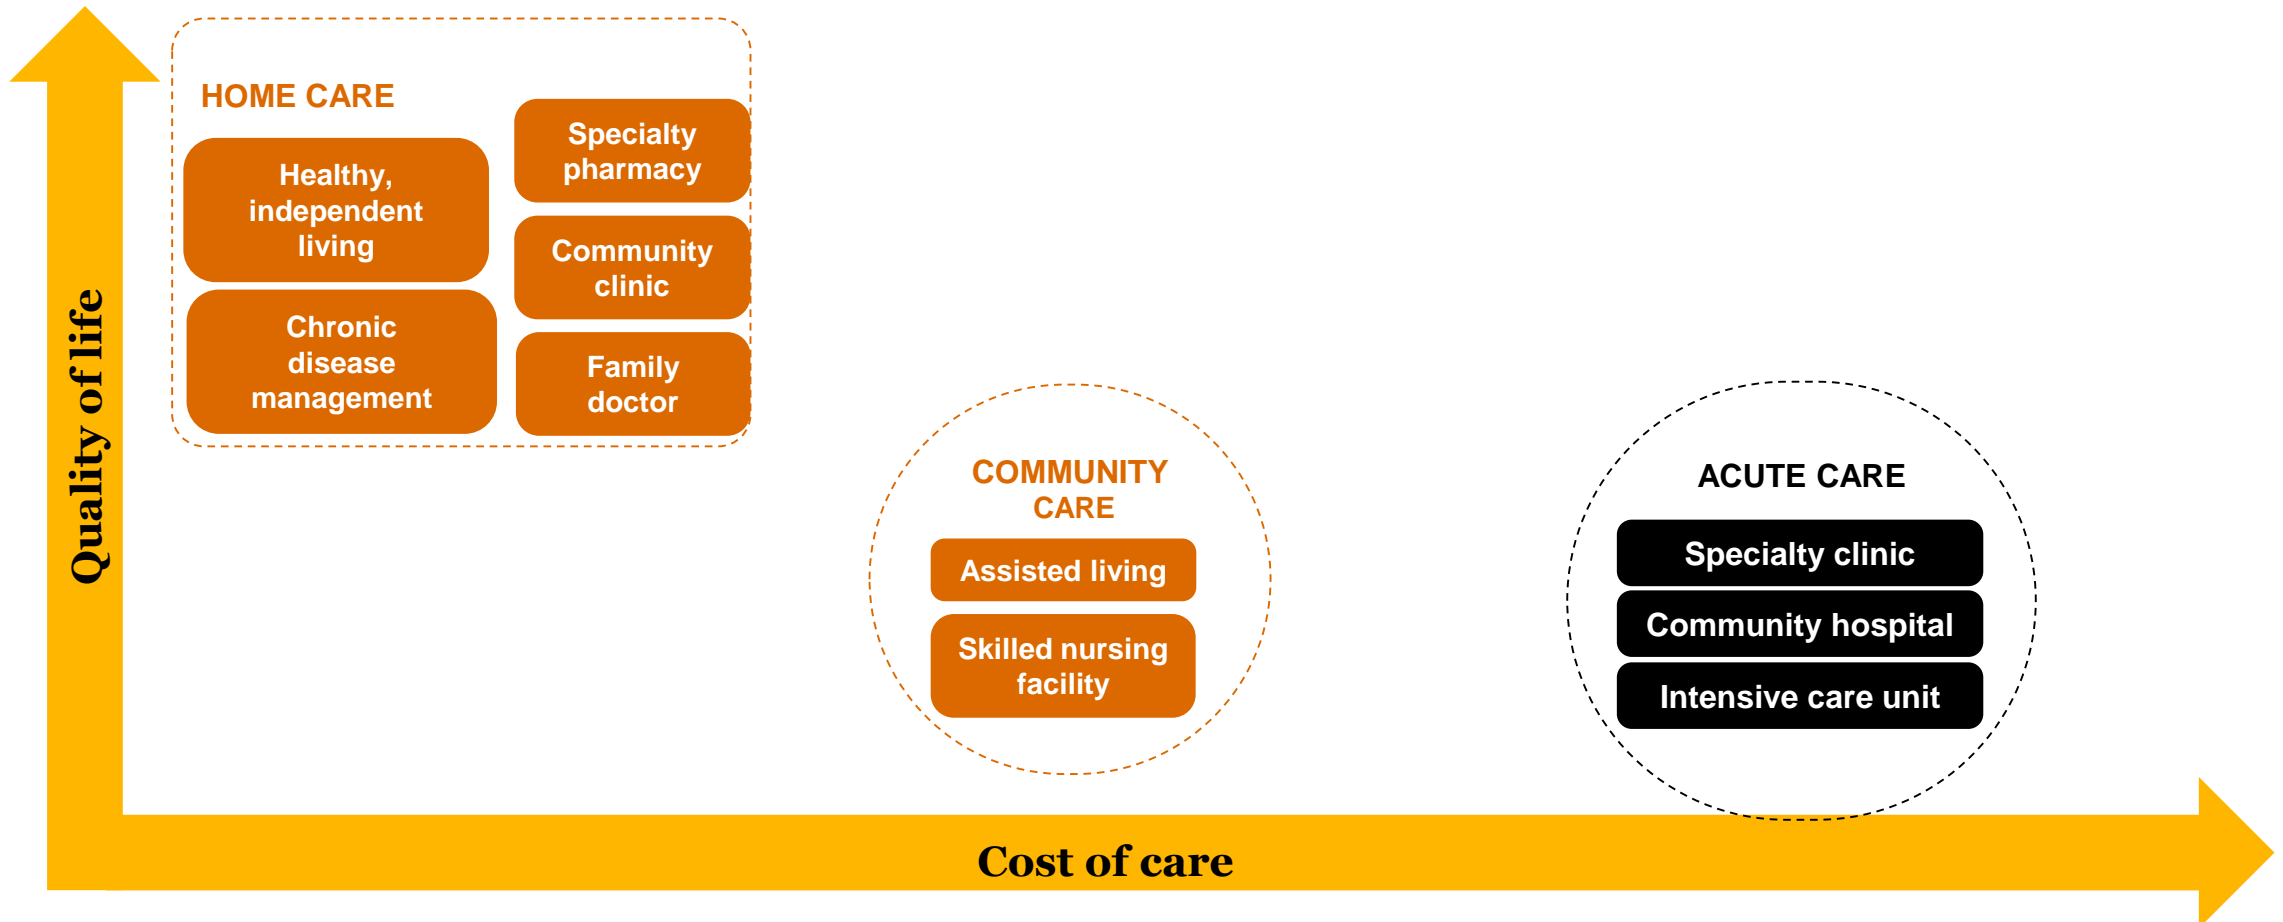 Quality of life
HOME CARE
Healthy,
independent
living
Chronic
disease
management
Specialty
pharmacy
Community
clinic
Family
doctor
COMMUNITY
CARE
Assisted living
Skilled nursing
facility
ACUTE CARE
Specialty clinic
Community hospital
Intensive care unit
Cost of care